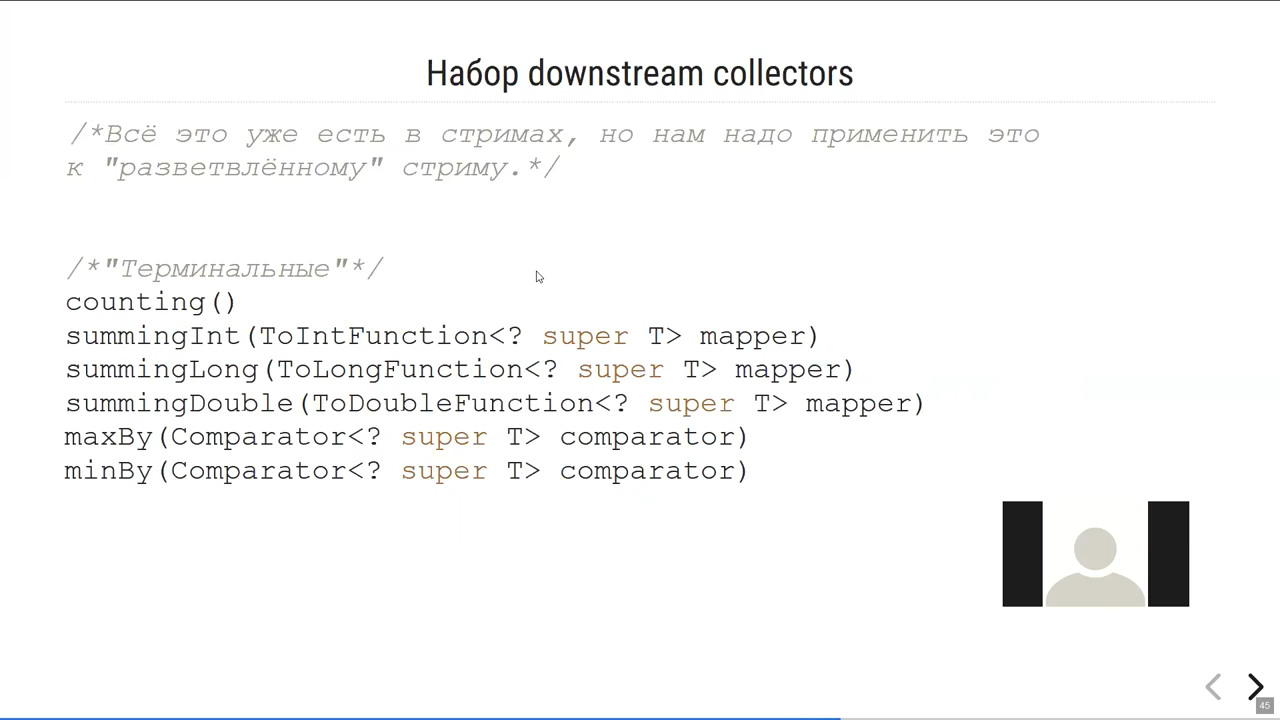 Набор downstream collectors
/*Всё это уже есть в стримах, но нам надо применить это
к "разветвлённому" стриму.*/
/*"Терминальные"*/
counting()
summingInt(ToIntFunction<? super T> mapper)
summingLong(ToLongFunction<? super T> mapper)
summingDouble(ToDoubleFunction<? super T> mapper)
maxBy(Comparator<? super T> comparator)
minBy(Comparator<? super T> comparator)
45